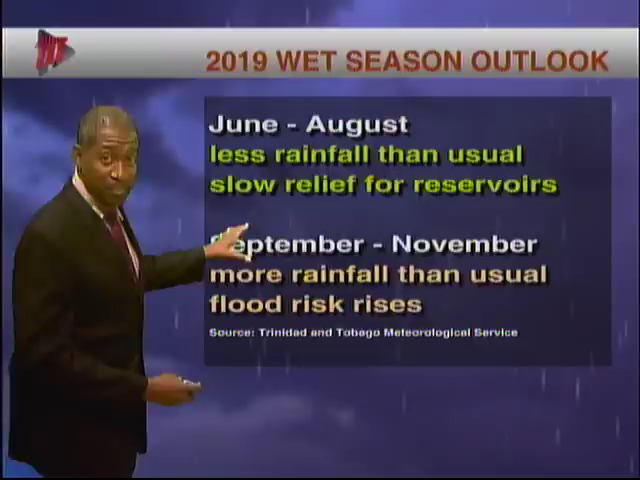 2019 WET SEASON OUTLOOK
June - August
less rainfall than usual
slow relief for reservoirs
September - November
more rainfall than usual
flood risk rises
Source: Trinidad and Tobago Meteorological Service